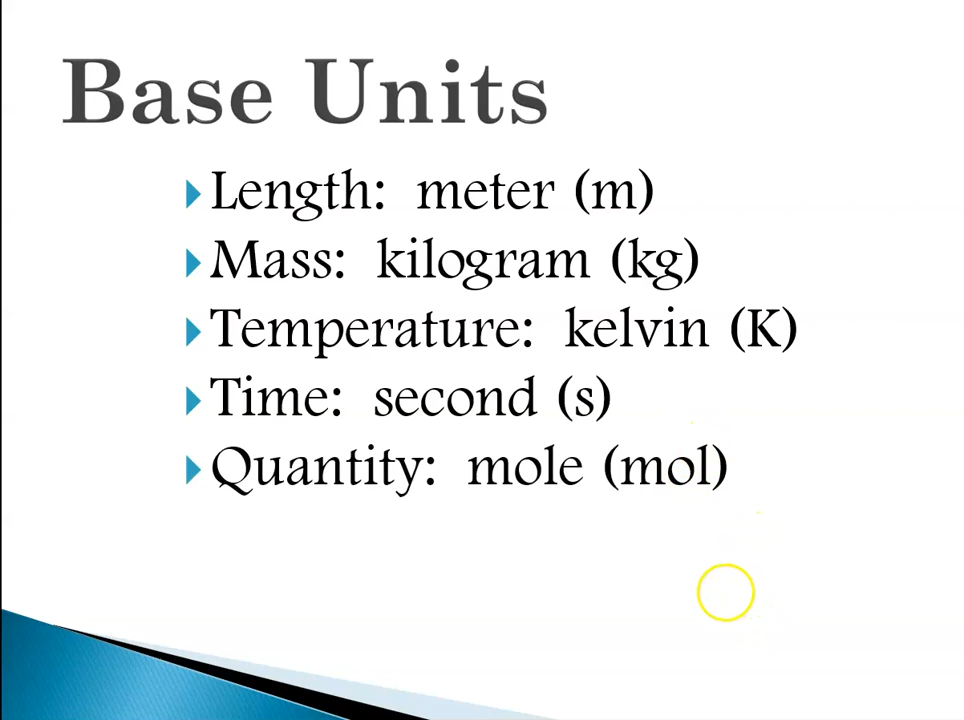 Base Units
Length: meter (m)
Mass: kilogram (kg)
Temperature: kelvin (K)
Time: second (s)
Quantity: mole (mol)